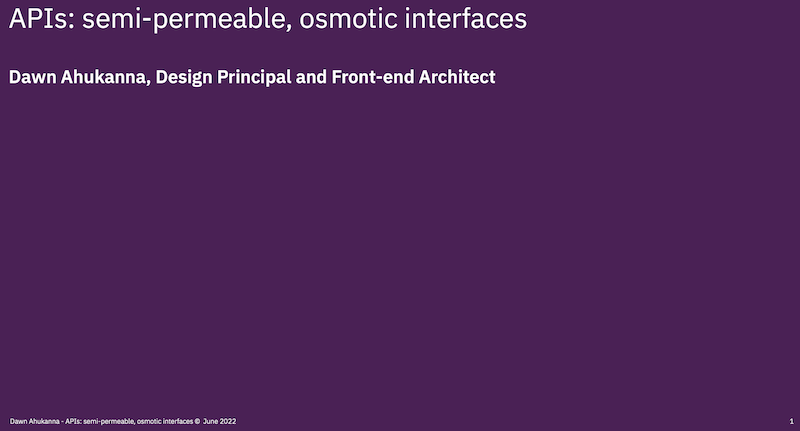 APIs: semi-permeable, osmotic interfaces
Dawn Ahukanna, Design Principal and Front-end Architect
Dawn Ahukanna - APIs: semi-permeable, osmotic interfaces © June 2022
1